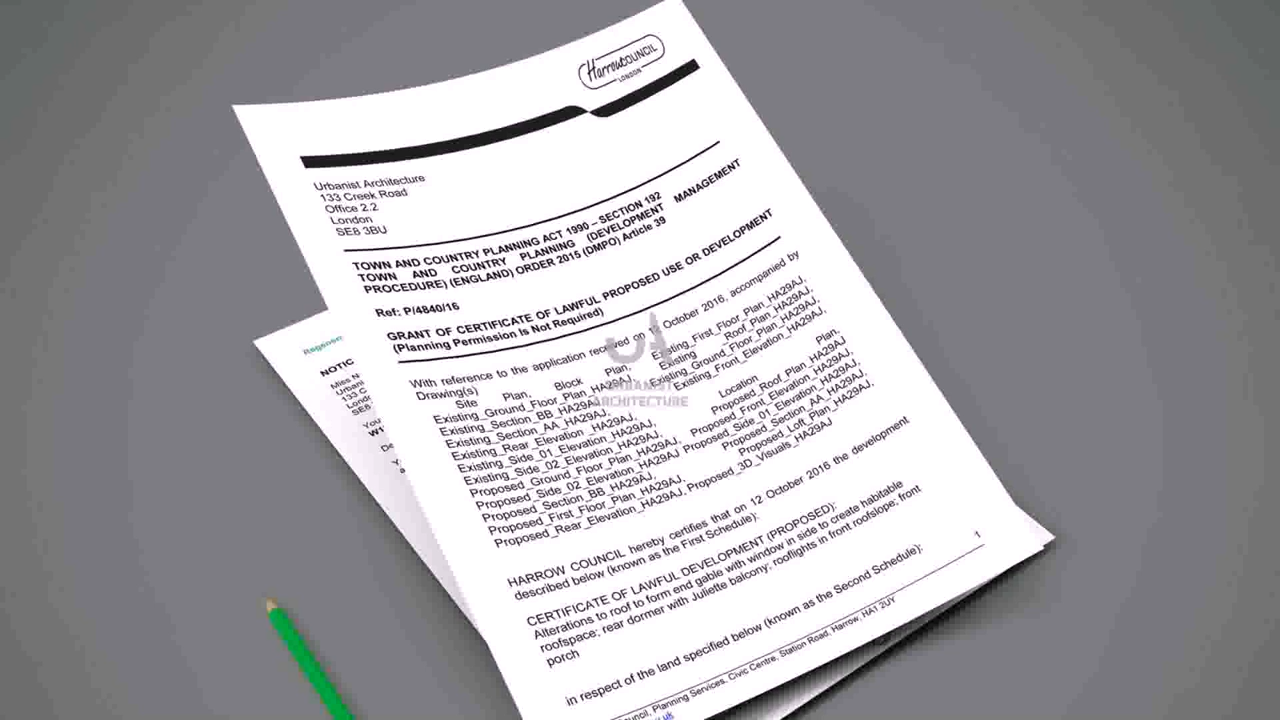 HarrowCOUNCIL
LONDON
Urbanist Architecture
133 Creek Road
Office 2.2
London
SE8 3BU
TOWN AND COUNTRY PLANNING ACT 1990 – SECTION 192
TOWN AND COUNTRY PLANNING (DEVELOPMENT MANAGEMENT
PROCEDURE) (ENGLAND) ORDER 2015 (DMPO) Article 39
Ref: P/4840/16
GRANT OF CERTIFICATE OF LAWFUL PROPOSED USE OR DEVELOPMENT
(Planning Permission Is Not Required)
With reference to the application received on 12 October 2016, accompanied by
Drawing(s)
Site Plan, Block Plan, Existing_First_Floor_Plan_HA29AJ,
Existing_Ground_Floor_Plan_HA29AJ, Existing_Roof_Plan_HA29AJ,
Existing_Section_BB_HA29AJ, Existing_Ground_Floor_Plan_HA29AJ,
Existing_Section_AA_HA29AJ, Existing_Front_Elevation_HA29AJ,
Existing_Rear_Elevation_HA29AJ,
Existing_Side_01_Elevation_HA29AJ, Location Plan,
Existing_Side_02_Elevation_HA29AJ, Proposed_Roof_Plan_HA29AJ
Proposed_Ground_Floor_Plan_HA29AJ, Proposed_Front_Elevation_HA29AJ,
Proposed_Side_02_Elevation_HA29AJ Proposed_Side_01_Elevation_HA29AJ,
Proposed_Section_BB_HA29AJ, Proposed_Section_AA_HA29AJ,
Proposed_First_Floor_Plan_HA29AJ, Proposed_Loft_Plan_HA29AJ,
Proposed_Rear_Elevation_HA29AJ, Proposed_3D_Visuals_HA29AJ
HARROW COUNCIL hereby certifies that on 12 October 2016 the development
described below (known as the First Schedule):
CERTIFICATE OF LAWFUL DEVELOPMENT (PROPOSED):
Alterations to roof to form end gable with window in side to create habitable
roofspace; rear dormer with Juliette balcony; rooflights in front roofslope; front
porch
in respect of the land specified below (known as the Second Schedule):
1
Council, Planning Services, Civic Centre, Station Road, Harrow, HA1 2UY
URBANIST
ARCHITECTURE
NOTIC
Miss N
Urbani
133 C
Londo
SE8